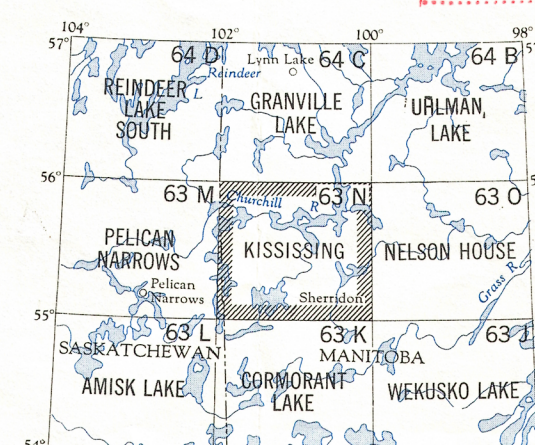 104° 102° 100° 98°
57°
64 D 64 C 64 B
Lynn Lake
Reindeer
L
REINDEER
LAKE
SOUTH
GRANVILLE
LAKE
UHLMAN
LAKE
56°
63 M 63 N 63 O
Churchill R
PELICAN
NARROWS
KISSISSING
NELSON HOUSE
Pelican
Narrows
Sherridon
Grass R.
55°
63 L 63 K 63 J
SASKATCHEWAN MANITOBA
AMISK LAKE
CORMORANT
LAKE
WEKUSKO LAKE
54°